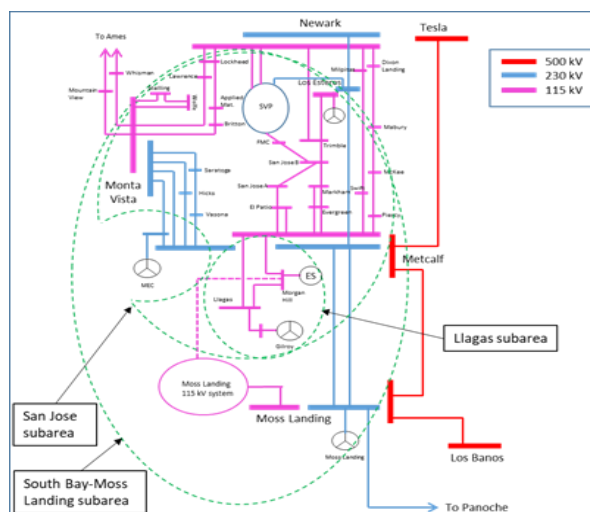 Newark
Tesla
To Ames
500 kV
230 kV
115 kV
Whisman
Mountain
View
Lawrence
Lockhead
Stelling
Applied
Mat.
Britton
SVP
Los Esteros
Milpitas
Dixon
Landing
FMC
Trimble
San Jose B
Mabury
McKee
Monta
Vista
Saratoga
Hicks
Vasona
San Jose A
El Patio
Markham
Evergreen
Swift
Piercy
MEC
Metcalf
Llagas
Morgan
Hill
ES
Gilroy
Llagas subarea
Moss Landing
115 kV system
Moss Landing
Moss Landing
Los Banos
San Jose
subarea
South Bay-Moss
Landing subarea
To Panoche